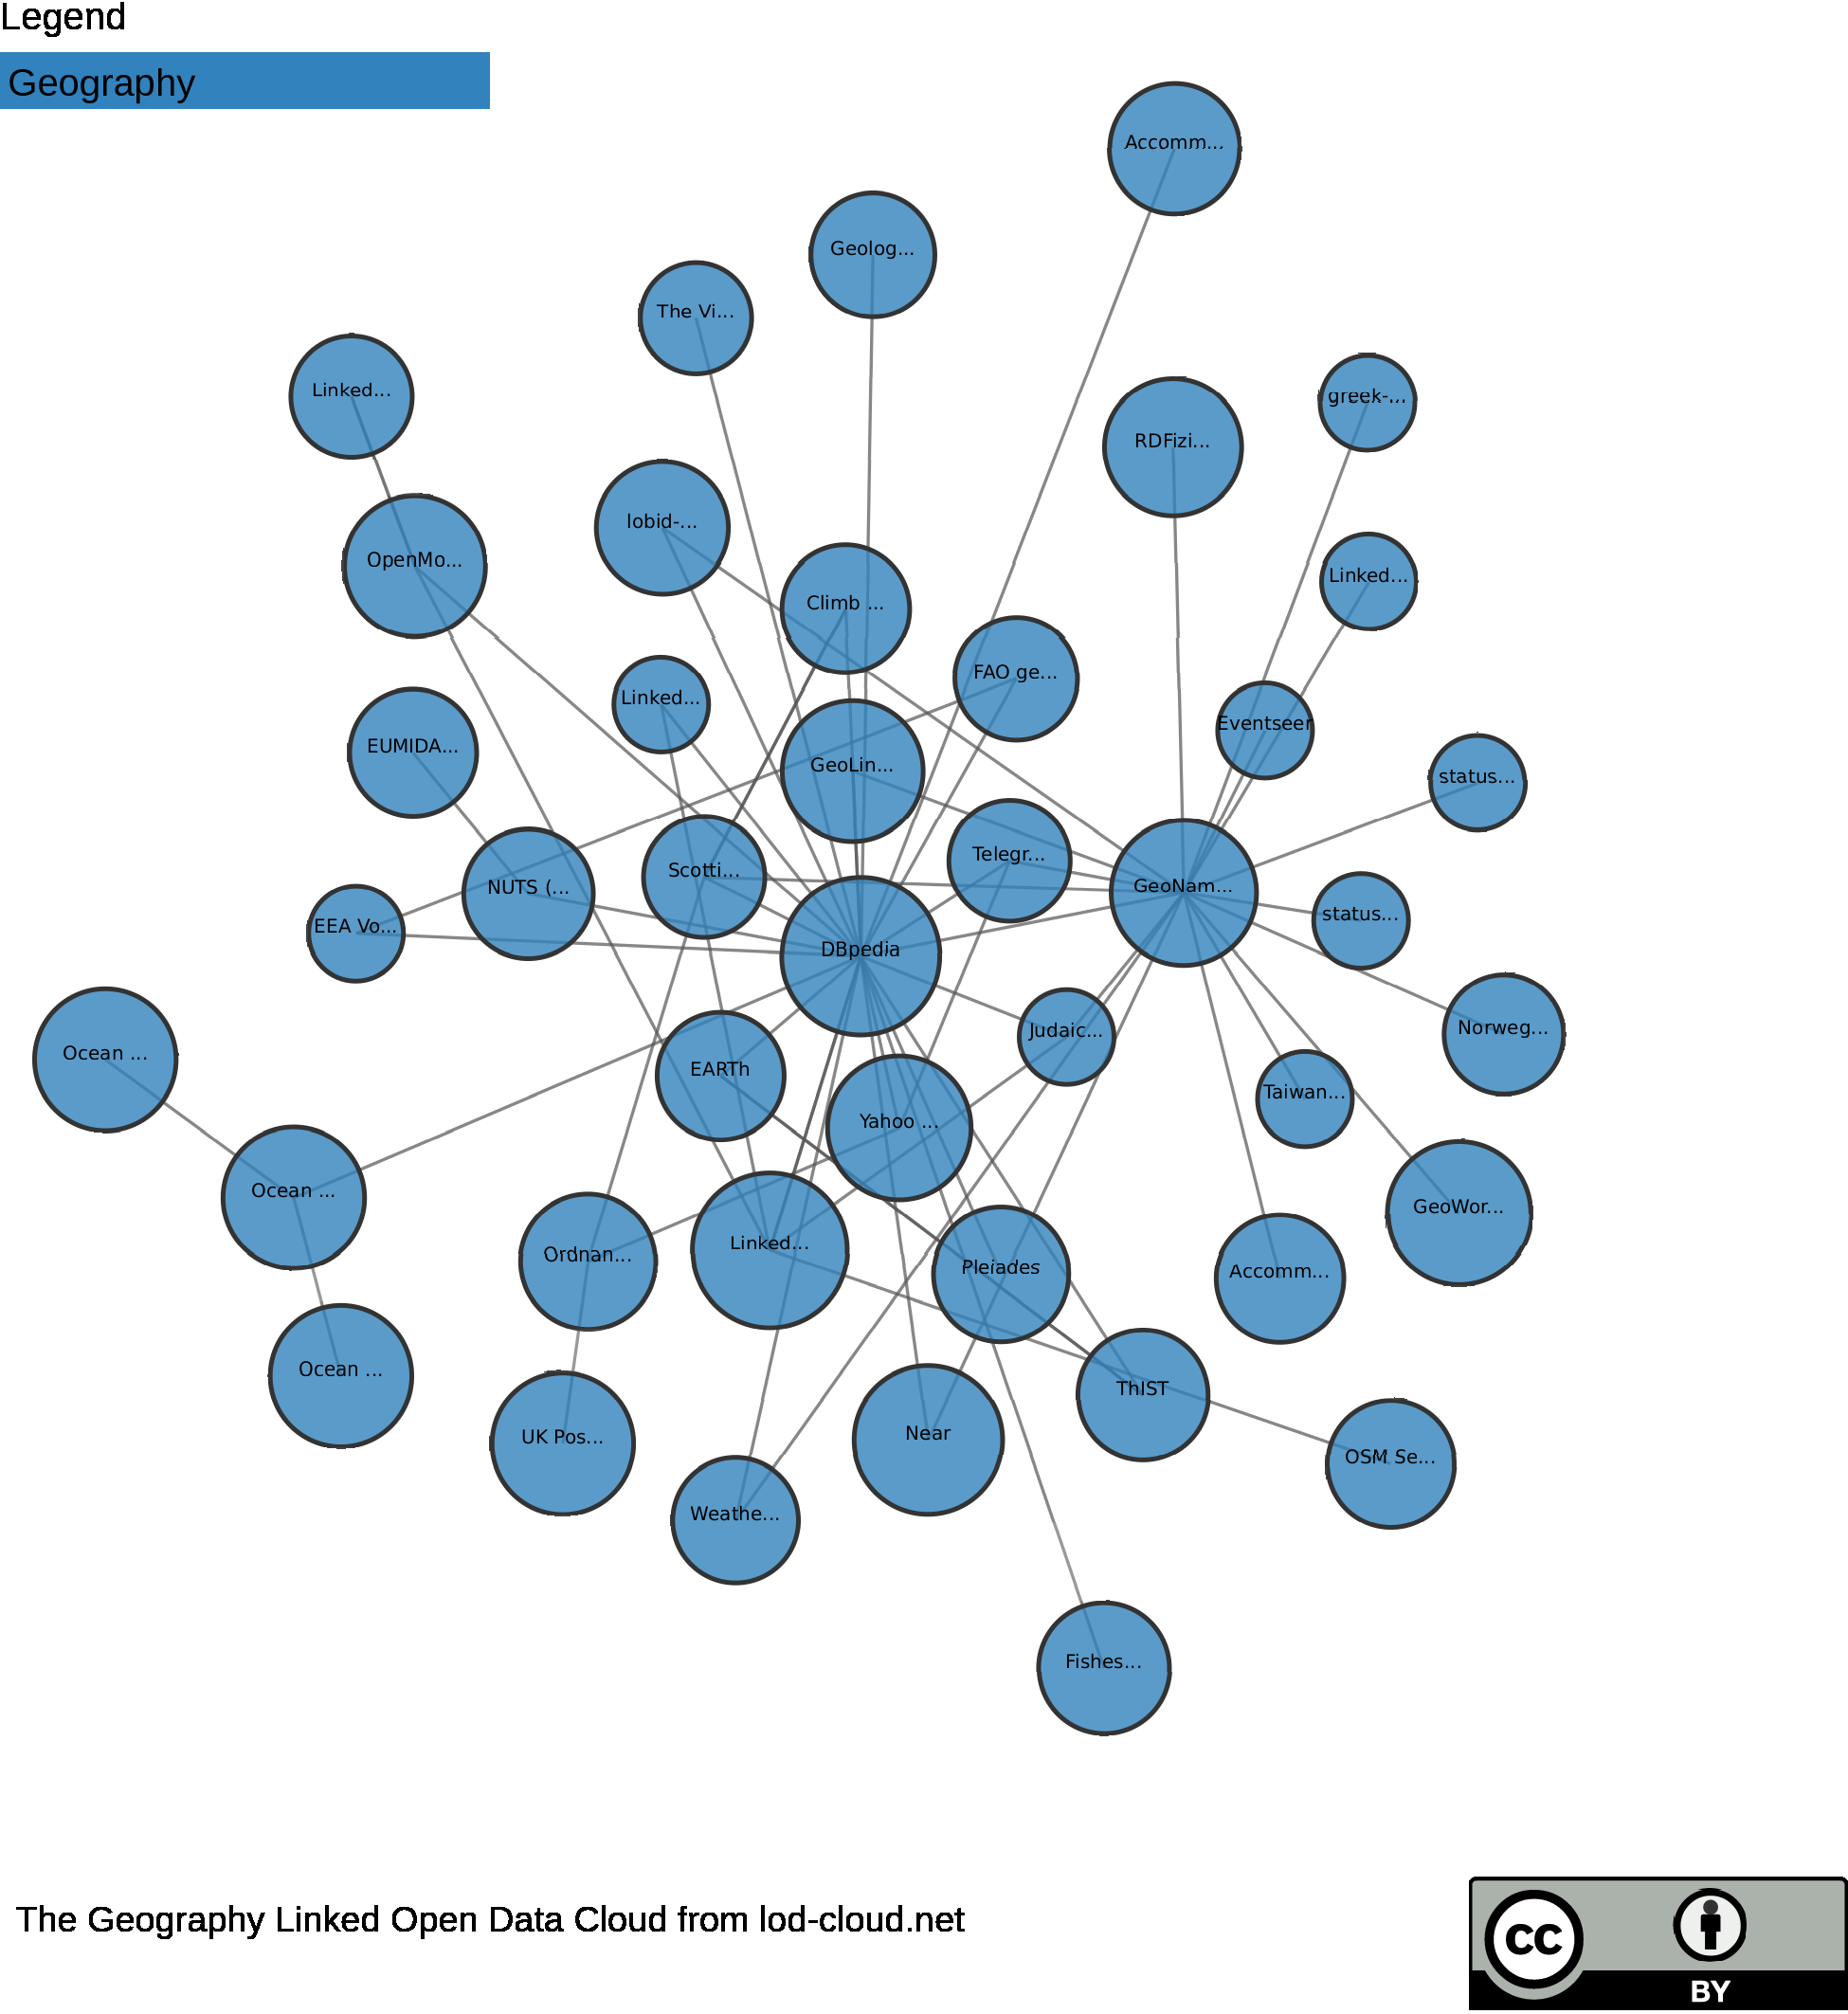 Legend
Geography
Accomm...
Geolog...
The Vi...
Linked...
greek-...
RDFizi...
lobid-...
OpenMo...
Linked...
Climb ...
FAO ge...
Linked...
Eventseer
EUMIDA...
GeoLin...
status...
Telegr...
Scotti...
NUTS (...
GeoNam...
status...
EEA Vo...
DBpedia
Norweg...
Judaic...
Ocean ...
EARTh
Taiwan...
Yahoo ...
Ocean ...
GeoWor...
Linked...
Ordnan...
Pleiades
Accomm...
Ocean ...
ThIST
Near
UK Pos...
OSM Se...
Weathe...
Fishes...
The Geography Linked Open Data Cloud from lod-cloud.net
cc
BY